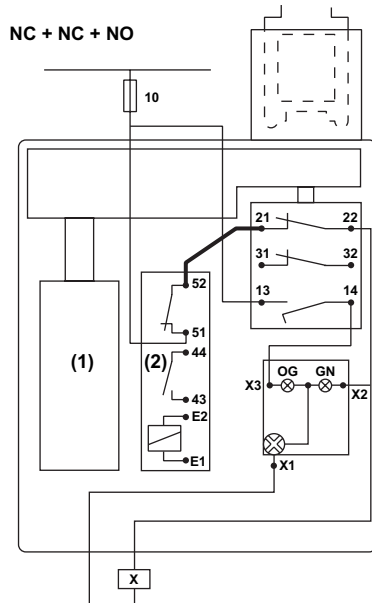 NC + NC + NO
10
21 22
31 32
13 14
52
51
(1)
(2)
44
43
E2
E1
OG GN
X3 X2
X1
X